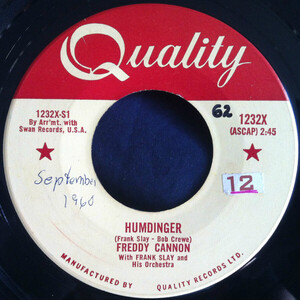 Quality
1232X-S1
By Arr'mt. with
Swan Records, U.S.A.
62
1232X
(ASCAP) 2:45
September
1960
12
HUMDINGER
(Frank Slay - Bob Crewe)
FREDDY CANNON
With FRANK SLAY and
His Orchestra
MANUFACTURED BY QUALITY RECORDS LTD.